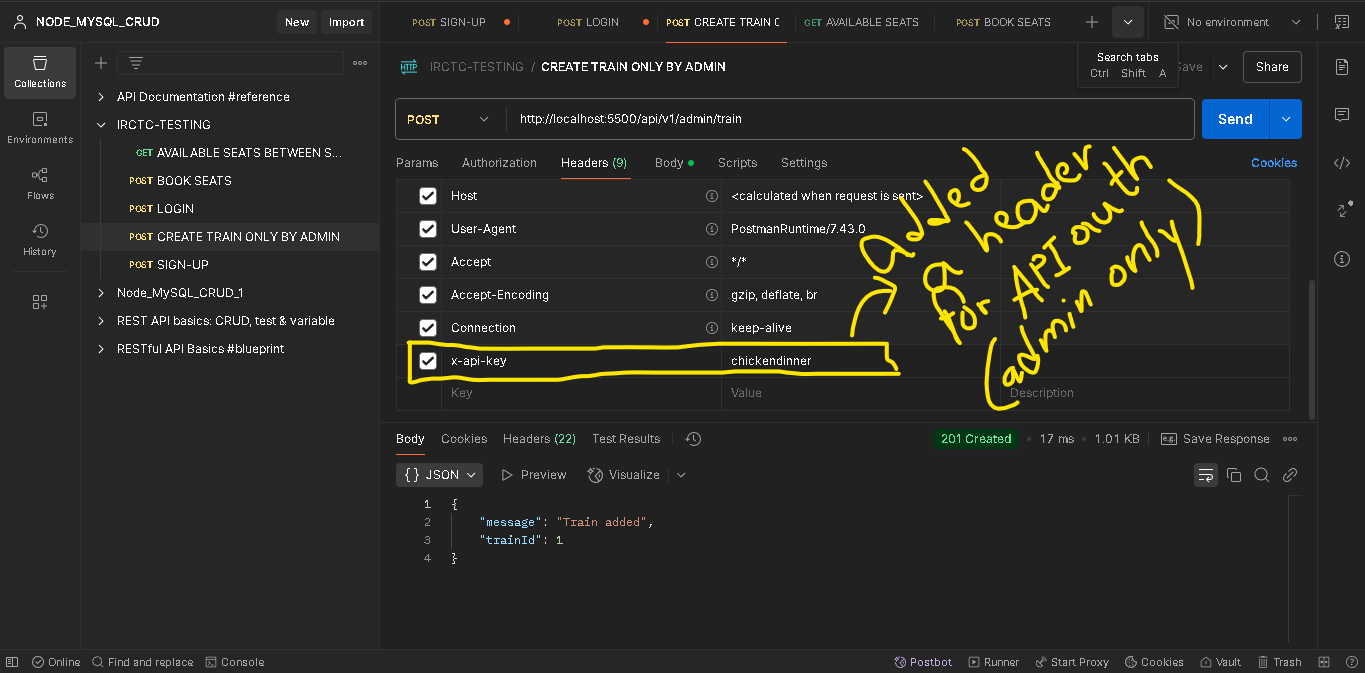 NODE_MYSQL_CRUD
New
Import
POST SIGN-UP
POST LOGIN
POST CREATE TRAIN C
GET AVAILABLE SEATS
POST BOOK SEATS
No environment
Search tabs
Ctrl Shift A
Collections
Environments
Flows
History
API Documentation #reference
IRCTC-TESTING
GET AVAILABLE SEATS BETWEEN S...
POST BOOK SEATS
POST LOGIN
POST CREATE TRAIN ONLY BY ADMIN
POST SIGN-UP
Node_MySQL_CRUD_1
REST API basics: CRUD, test & variable
RESTful API Basics #blueprint
HTTP IRCTC-TESTING / CREATE TRAIN ONLY BY ADMIN
Save
Share
POST http://localhost:5500/api/v1/admin/train
Send
Params Authorization Headers (9) Body Scripts Settings
Cookies
Host <calculated when request is sent>
User-Agent PostmanRuntime/7.43.0
Accept */*
Accept-Encoding gzip, deflate, br
Connection keep-alive
x-api-key chickendinner
Key Value Description
added
a header
for API auth
(admin only)
Body Cookies Headers (22) Test Results
201 Created • 17 ms • 1.01 KB
e.g. Save Response
{} JSON Preview Visualize
1 {
2 "message": "Train added",
3 "trainId": 1
4 }
Online Find and replace Console
Postbot Runner Start Proxy Cookies Vault Trash